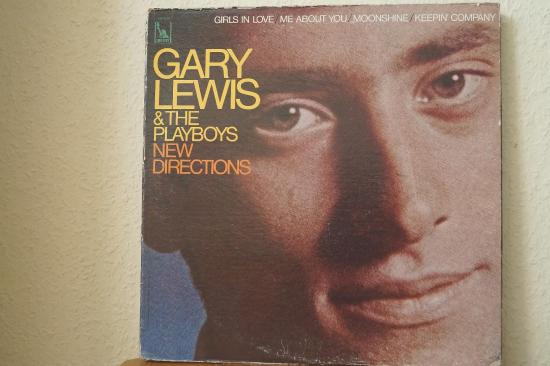 GIRLS IN LOVE / ME ABOUT YOU / MOONSHINE / KEEPIN' COMPANY
GARY
LEWIS
& THE
PLAYBOYS
NEW
DIRECTIONS